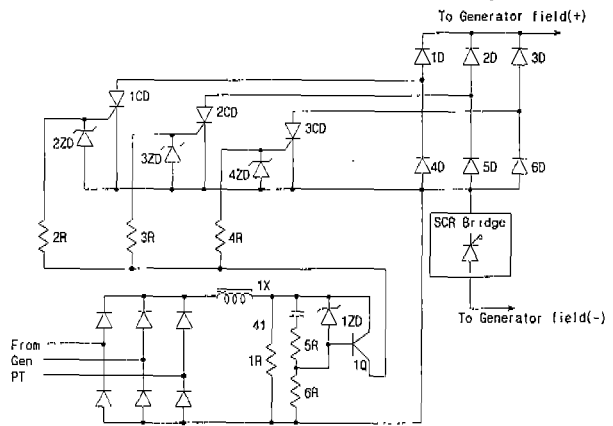 To Generator field(+)
1D
2D
3D
1CD
2CD
3CD
2ZD
3ZD
4ZD
4D
5D
6D
2R
3R
4R
SCR Bridge
1X
To Generator field(-)
41
1ZD
From
Gen
PT
1R
5R
1Q
6R